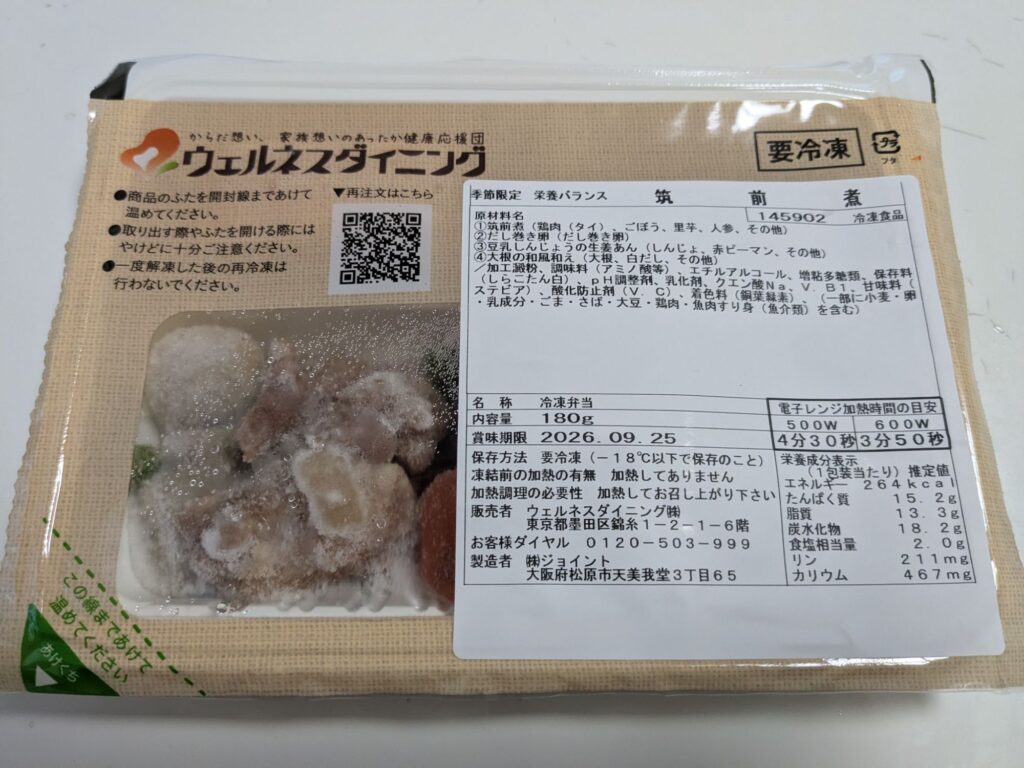 からだ想い、家族想いのあったか健康応援団
ウェルネスダイニング
要冷凍
フタ
●商品のふたを開封線まであけて
温めてください。
●取り出す際やふたを開ける際には
やけどに十分ご注意ください。
●一度解凍した後の再冷凍は
行わないでください。
▼再注文はこちら
季節限定 栄養バランス 筑前煮
原材料名 145902 冷凍食品
①筑前煮(鶏肉(タイ)、ごぼう、里芋、人参、その他)
②だし巻き卵(だし巻き卵)
③豆乳しんじょうの生姜あん(しんじょ、赤ピーマン、その他)
④大根の和風和え(大根、白だし、その他)
/加工澱粉、調味料(アミノ酸等)、エチルアルコール、増粘多糖類、保存料
(しらこたん白)、pH調整剤、乳化剤、クエン酸Na、V.B1、甘味料(
ステビア)、酸化防止剤(V.C)、着色料(銅葉緑素)、(一部に小麦・卵
・乳成分・ごま・さば・大豆・鶏肉・魚肉すり身(魚介類)を含む)
名称 冷凍弁当
内容量 180g
賞味期限 2026.09.25
電子レンジ加熱時間の目安
500W 600W
4分30秒 3分50秒
保存方法 要冷凍(-18℃以下で保存のこと)
凍結前の加熱の有無 加熱してありません
加熱調理の必要性 加熱してお召し上がり下さい
販売者 ウェルネスダイニング㈱
東京都墨田区錦糸1-2-1-6階
お客様ダイヤル 0120-503-999
製造者 ㈱ジョイント
大阪府松原市天美我堂3丁目65
栄養成分表示
(1包装当たり)推定値
エネルギー 264kcal
たんぱく質 15.2g
脂質 13.3g
炭水化物 18.2g
食塩相当量 2.0g
リン 211mg
カリウム 467mg
この線まであけて
温めてください
あけくち